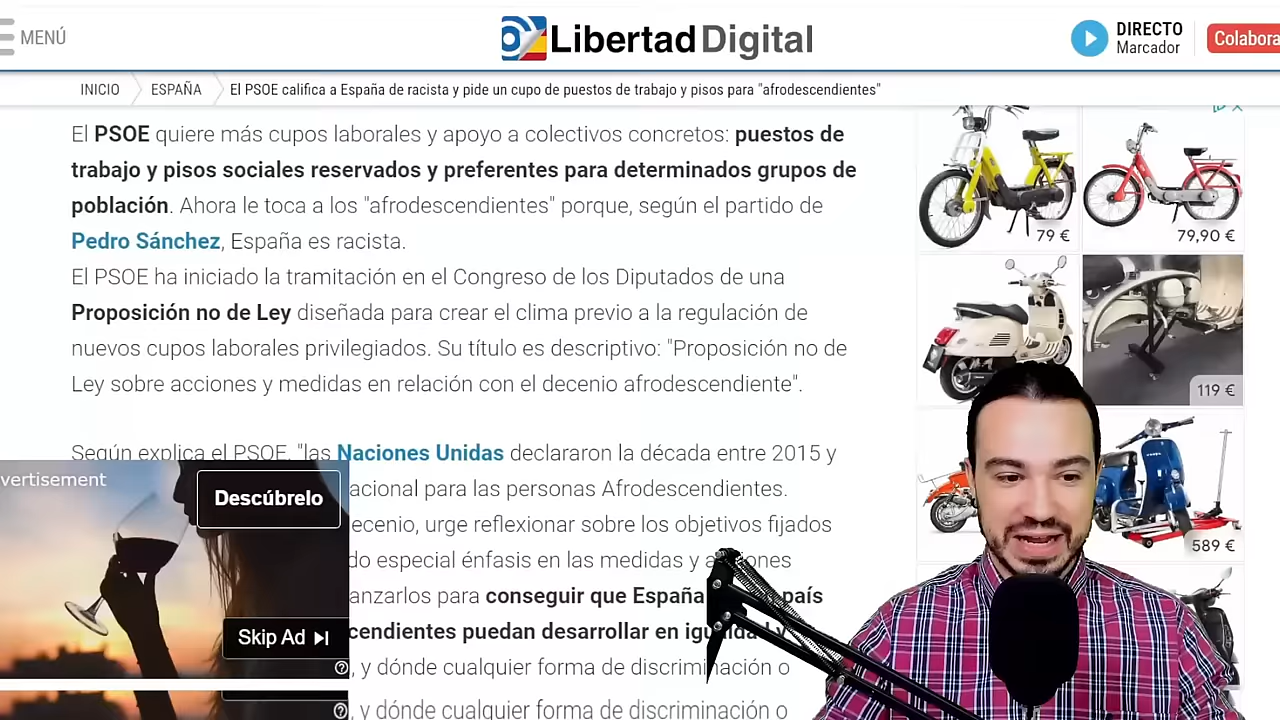 MENÚ
Libertad Digital
DIRECTO
Marcador
Colabora
INICIO
ESPAÑA
El PSOE califica a España de racista y pide un cupo de puestos de trabajo y pisos para "afrodescendientes"
El PSOE quiere más cupos laborales y apoyo a colectivos concretos: puestos de
trabajo y pisos sociales reservados y preferentes para determinados grupos de
población. Ahora le toca a los "afrodescendientes" porque, según el partido de
Pedro Sánchez, España es racista.
El PSOE ha iniciado la tramitación en el Congreso de los Diputados de una
Proposición no de Ley diseñada para crear el clima previo a la regulación de
nuevos cupos laborales privilegiados. Su título es descriptivo: "Proposición no de
Ley sobre acciones y medidas en relación con el decenio afrodescendiente".
Según explica el PSOE, "las Naciones Unidas declararon la década entre 2015 y
acional para las personas Afrodescendientes.
ecenio, urge reflexionar sobre los objetivos fijados
do especial énfasis en las medidas y
anzarlos para conseguir que España país
cendientes puedan desarrollar en igualdad y
, y dónde cualquier forma de discriminación o
, y dónde cualquier forma de discriminación o
vertisement
Descúbrelo
Skip Ad
79 €
79,90 €
119 €
589 €